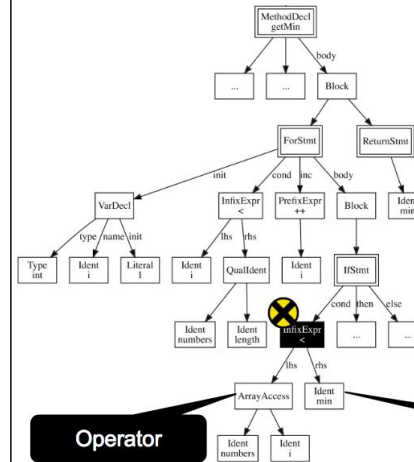 MethodDecl
getMin
body
...
...
Block
ForStmt
ReturnStmt
init
cond
inc
body
VarDecl
InfixExpr
<
PrefixExpr
++
Block
Ident
min
type
name
init
lhs
rhs
Type
int
Ident
i
Literal
1
Ident
i
QualIdent
Ident
i
IfStmt
cond
then
else
Ident
numbers
Ident
length
InfixExpr
<
...
...
lhs
rhs
ArrayAccess
Ident
min
Operator
Ident
numbers
Ident
i